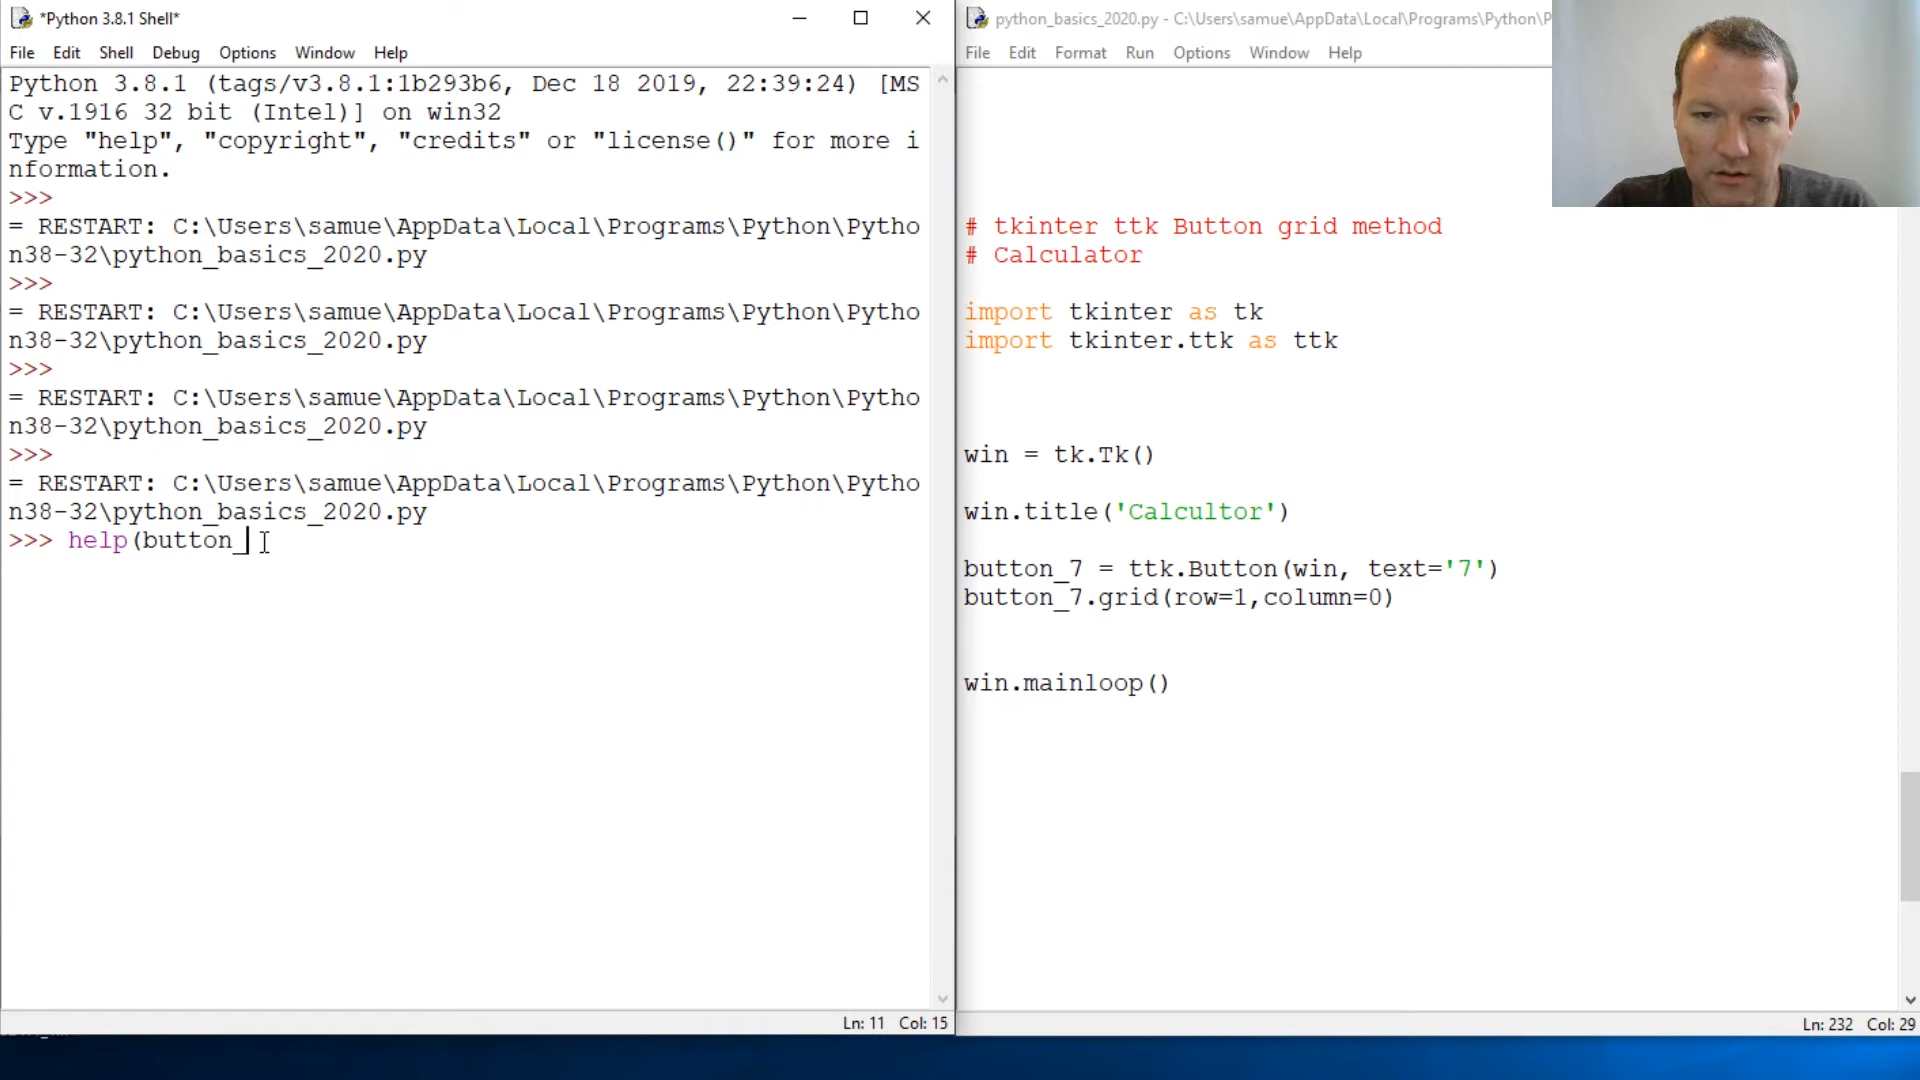 *Python 3.8.1 Shell*
File Edit Shell Debug Options Window Help
Python 3.8.1 (tags/v3.8.1:1b293b6, Dec 18 2019, 22:39:24) [MS
C v.1916 32 bit (Intel)] on win32
Type "help", "copyright", "credits" or "license()" for more i
nformation.
>>>
= RESTART: C:\Users\samue\AppData\Local\Programs\Python\Pytho
n38-32\python_basics_2020.py
>>>
= RESTART: C:\Users\samue\AppData\Local\Programs\Python\Pytho
n38-32\python_basics_2020.py
>>>
= RESTART: C:\Users\samue\AppData\Local\Programs\Python\Pytho
n38-32\python_basics_2020.py
>>>
= RESTART: C:\Users\samue\AppData\Local\Programs\Python\Pytho
n38-32\python_basics_2020.py
>>> help(button_
Ln: 11 Col: 15
python_basics_2020.py - C:\Users\samue\AppData\Local\Programs\Python\P
File Edit Format Run Options Window Help
# tkinter ttk Button grid method
# Calculator
import tkinter as tk
import tkinter.ttk as ttk
win = tk.Tk()
win.title('Calcultor')
button_7 = ttk.Button(win, text='7')
button_7.grid(row=1,column=0)
win.mainloop()
Ln: 232 Col: 29